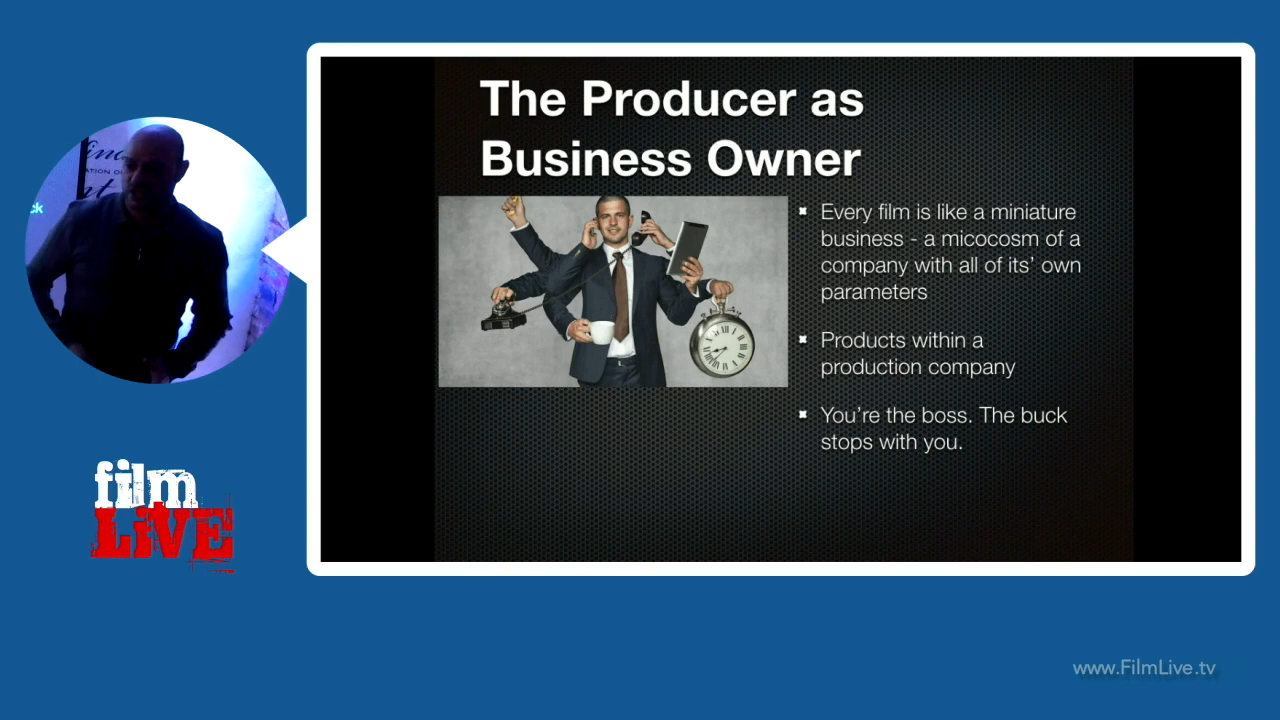 The Producer as
Business Owner
Every film is like a miniature
business - a micocosm of a
company with all of its’ own
parameters
Products within a
production company
You’re the boss. The buck
stops with you.
ATION O
ck
film
LiVE
www.FilmLive.tv